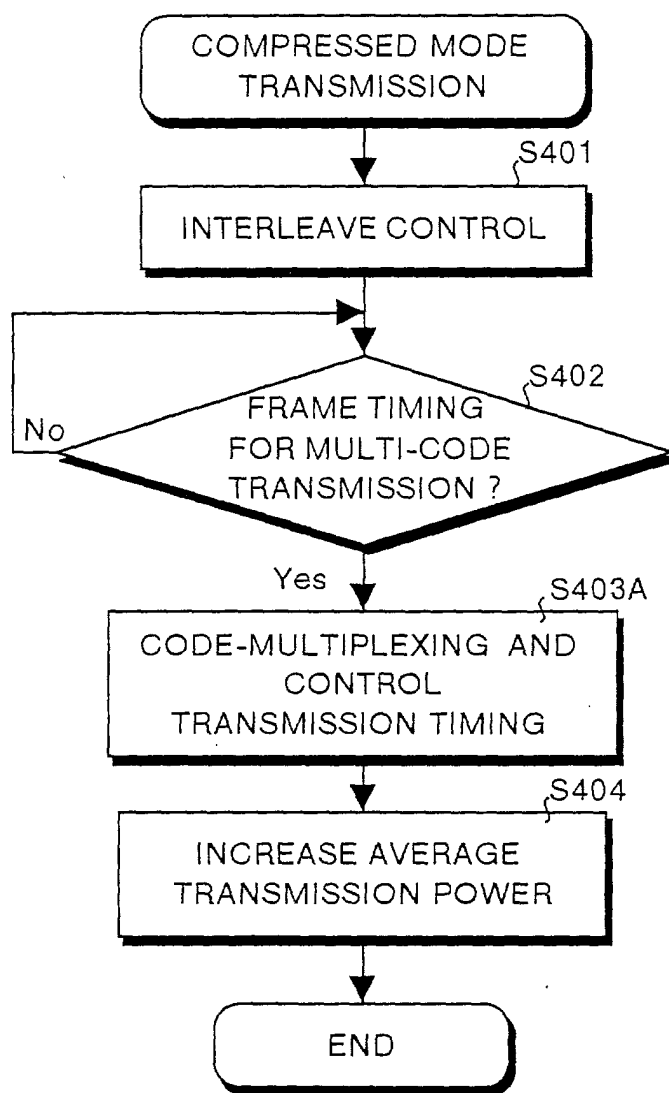 COMPRESSED MODE
TRANSMISSION
S401
INTERLEAVE CONTROL
S402
FRAME TIMING
FOR MULTI-CODE
TRANSMISSION ?
No
Yes
S403A
CODE-MULTIPLEXING AND
CONTROL
TRANSMISSION TIMING
S404
INCREASE AVERAGE
TRANSMISSION POWER
END